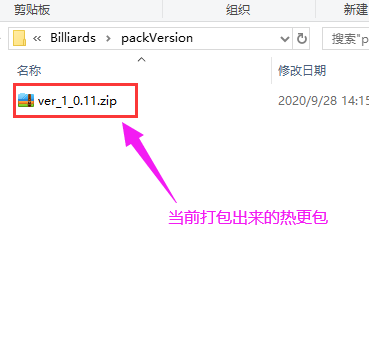 剪贴板 组织 新建
« Billiards › packVersion 搜索"p
名称 修改日期
ver_1_0.11.zip 2020/9/28 14:15
当前打包出来的热更包